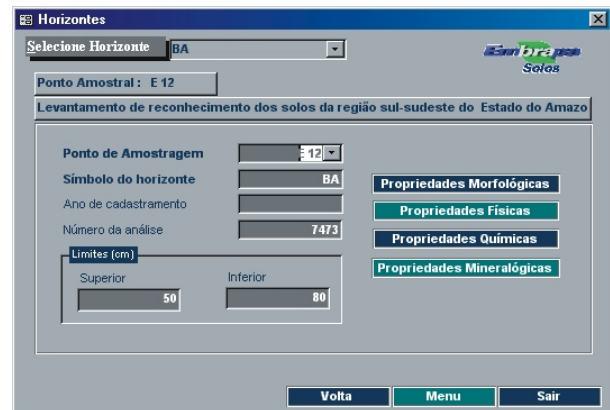 Horizontes
Selecione Horizonte BA
Embrapa
Solos
Ponto Amostral : E 12
Levantamento de reconhecimento dos solos da região sul-sudeste do Estado do Amazo
Ponto de Amostragem E 12
Símbolo do horizonte BA
Ano de cadastramento
Número da análise 7473
Limites (cm)
Superior Inferior
50 80
Propriedades Morfológicas
Propriedades Físicas
Propriedades Químicas
Propriedades Mineralógicas
Volta Menu Sair